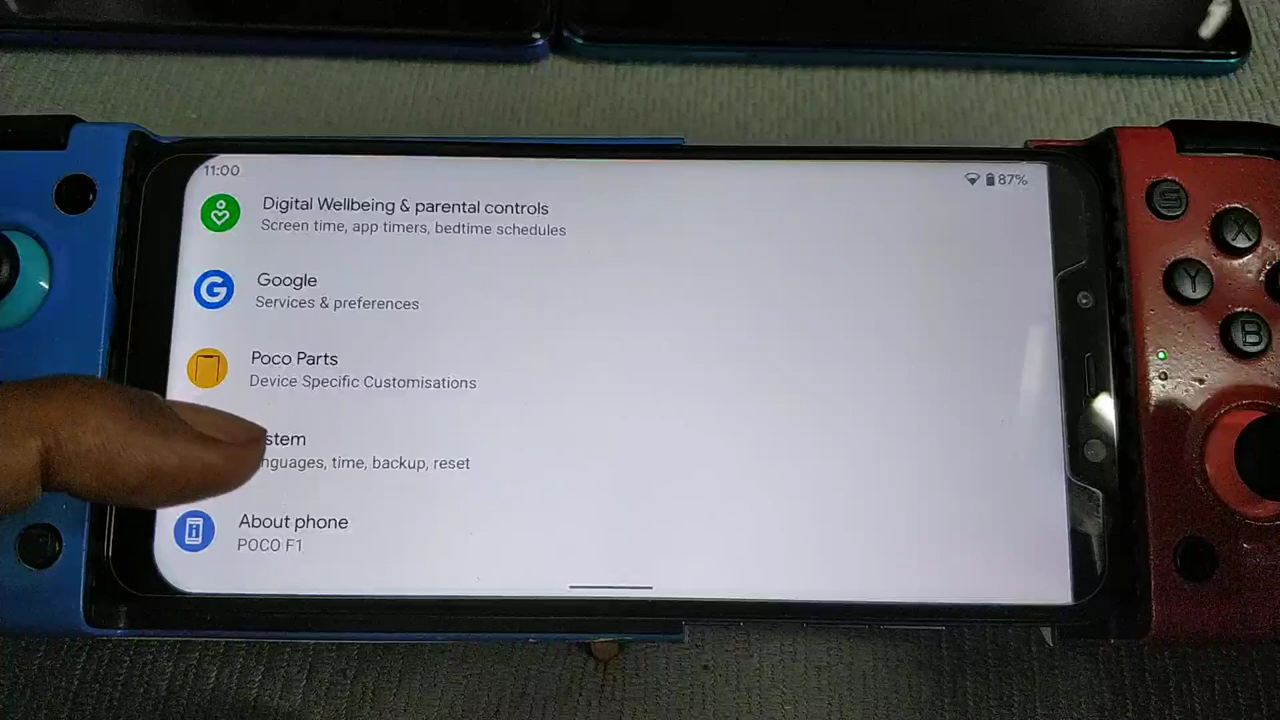 11:00
87%
Digital Wellbeing & parental controls
Screen time, app timers, bedtime schedules
G
Google
Services & preferences
Poco Parts
Device Specific Customisations
stem
nguages, time, backup, reset
About phone
POCO F1
S
X
Y
B